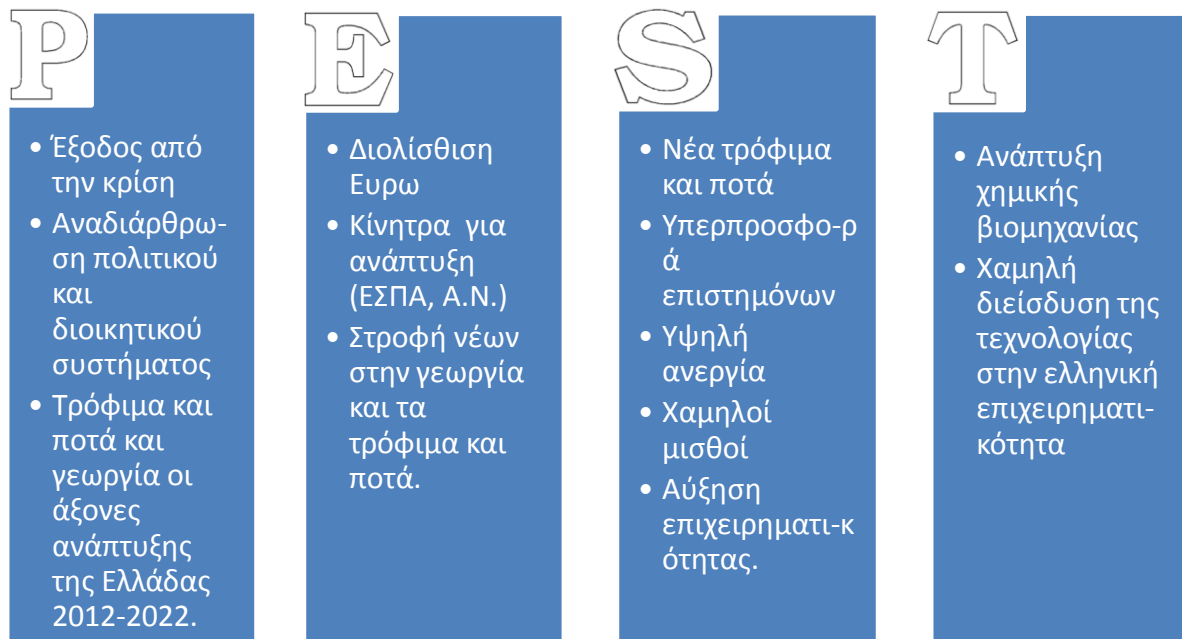 P
• Έξοδος από
την κρίση
• Αναδιάρθρω-
ση πολιτικού
και
διοικητικού
συστήματος
• Τρόφιμα και
ποτά και
γεωργία οι
άξονες
ανάπτυξης
της Ελλάδας
2012-2022.
E
• Διολίσθιση
Ευρω
• Κίνητρα για
ανάπτυξη
(ΕΣΠΑ, Α.Ν.)
• Στροφή νέων
στην γεωργία
και τα
τρόφιμα και
ποτά.
S
• Νέα τρόφιμα
και ποτά
• Υπερπροσφο-ρ
ά
επιστημόνων
• Υψηλή
ανεργία
• Χαμηλοί
μισθοί
• Αύξηση
επιχειρηματι-κ
ότητας.
T
• Ανάπτυξη
χημικής
βιομηχανίας
• Χαμηλή
διείσδυση της
τεχνολογίας
στην ελληνική
επιχειρηματι-
κότητα